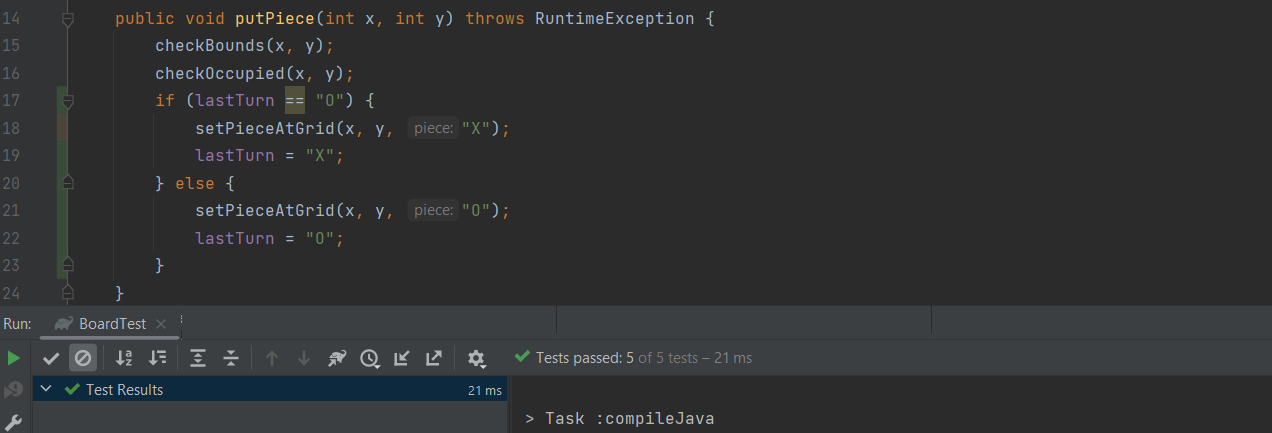 14 public void putPiece(int x, int y) throws RuntimeException {
15 checkBounds(x, y);
16 checkOccupied(x, y);
17 if (lastTurn == "O") {
18 setPieceAtGrid(x, y, piece: "X");
19 lastTurn = "X";
20 } else {
21 setPieceAtGrid(x, y, piece: "O");
22 lastTurn = "O";
23 }
24 }
Run: BoardTest
Tests passed: 5 of 5 tests – 21 ms
Test Results 21 ms
> Task :compileJava